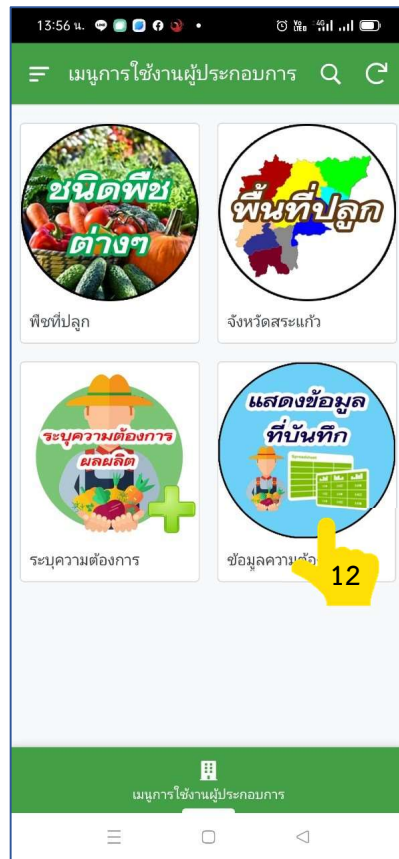 13:56 น.
เมนูการใช้งานผู้ประกอบการ
ชนิดพืช
ต่างๆ
พืชที่ปลูก
พื้นที่ปลูก
จังหวัดสระแก้ว
ระบุความต้องการ
ผลผลิต
ระบุความต้องการ
แสดงข้อมูล
ที่บันทึก
12
เมนูการใช้งานผู้ประกอบการ